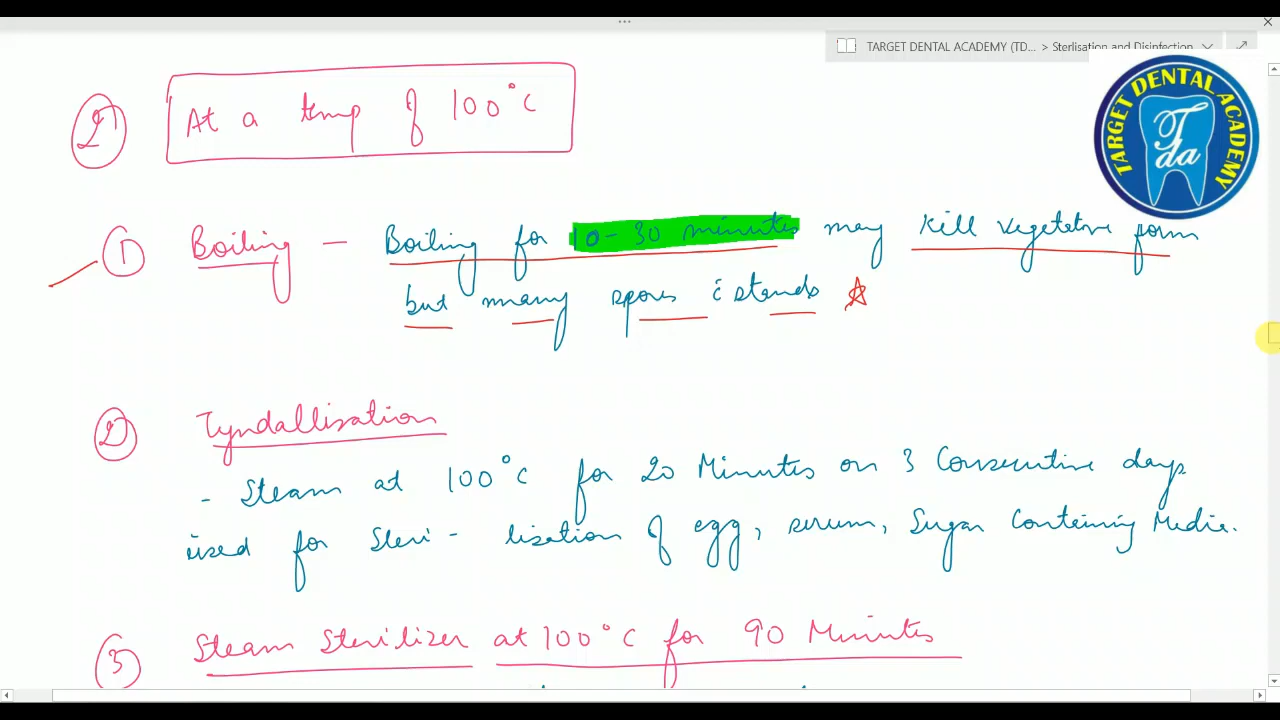 TARGET DENTAL ACADEMY (TD... > Sterlisation and Disinfection
TARGET DENTAL ACADEMY
Tda
2 At a temp of 100°C
1 Boiling - Boiling for 10-30 minutes may kill vegetative form
but many spores withstands
2 Tyndallisation
- Steam at 100°C for 20 Minutes on 3 Consecutive days
used for Steri - lisation of egg, serum, Sugar Containing Media.
3 Steam Sterilizer at 100°C for 90 Minutes